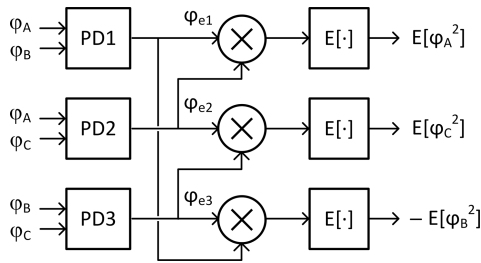 φA PD1 φe1 E[·] E[φA²]
φB
φA PD2 φe2 E[·] E[φC²]
φC
φB PD3 φe3 E[·] − E[φB²]
φC